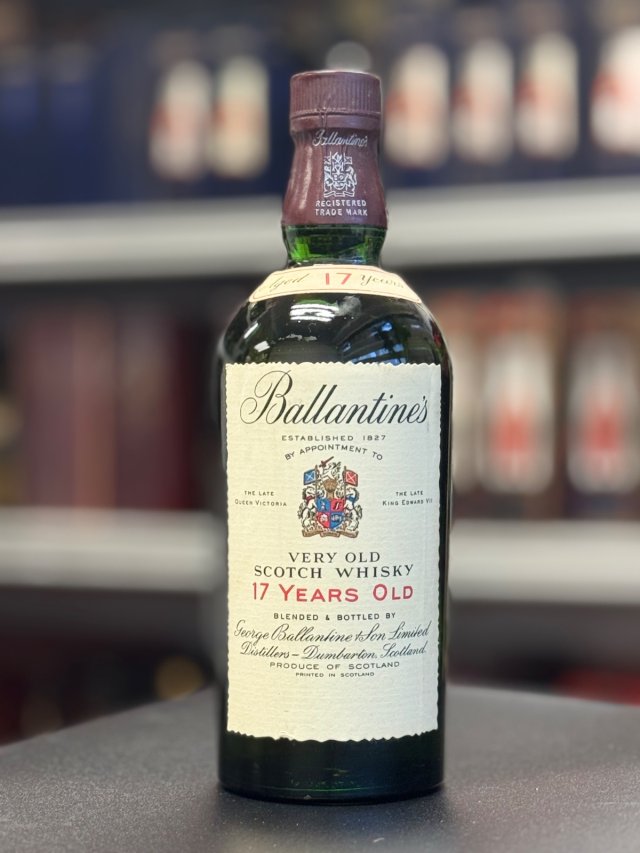 Ballantine's
REGISTERED
TRADE MARK
Aged 17 Years
Ballantine's
ESTABLISHED 1827
BY APPOINTMENT TO
THE LATE
QUEEN VICTORIA
THE LATE
KING EDWARD VII
VERY OLD
SCOTCH WHISKY
17 YEARS OLD
BLENDED & BOTTLED BY
George Ballantine & Son Limited
Distillers – Dumbarton, Scotland.
PRODUCE OF SCOTLAND
PRINTED IN SCOTLAND